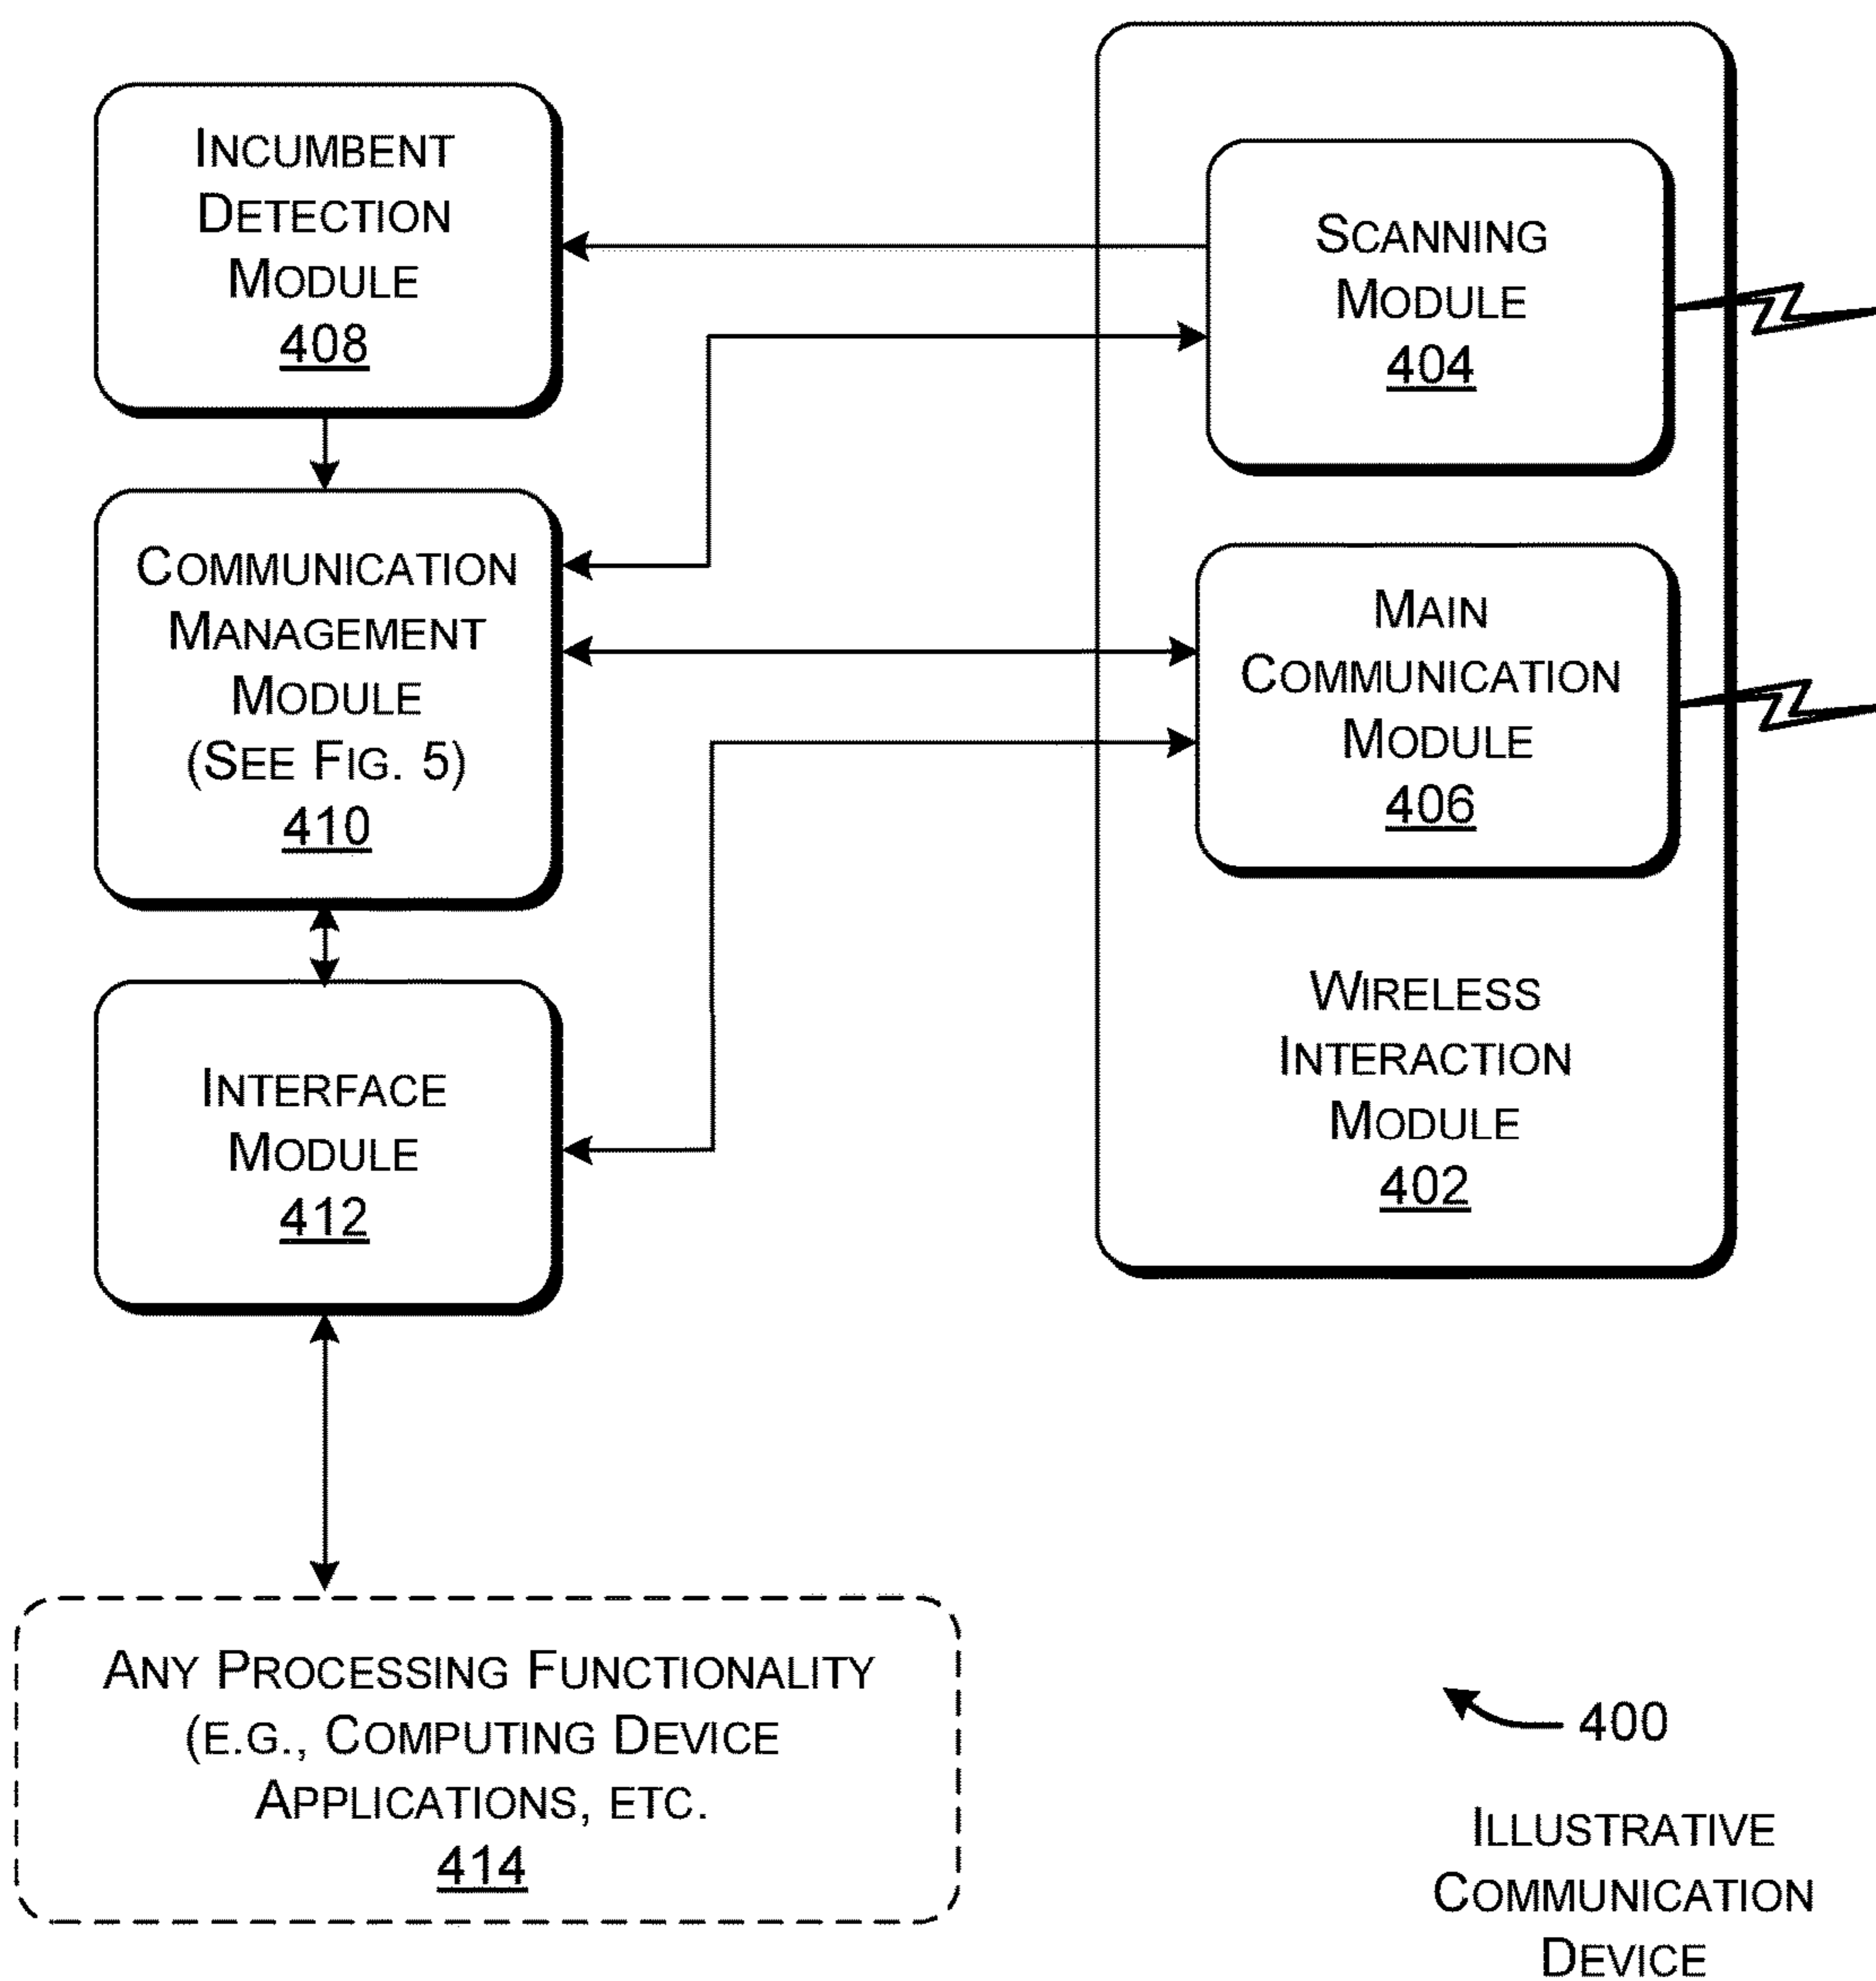 INCUMBENT
DETECTION
MODULE
408
SCANNING
MODULE
404
COMMUNICATION
MANAGEMENT
MODULE
(SEE FIG. 5)
410
MAIN
COMMUNICATION
MODULE
406
WIRELESS
INTERACTION
MODULE
402
INTERFACE
MODULE
412
ANY PROCESSING FUNCTIONALITY
(E.G., COMPUTING DEVICE
APPLICATIONS, ETC.
414
400
ILLUSTRATIVE
COMMUNICATION
DEVICE